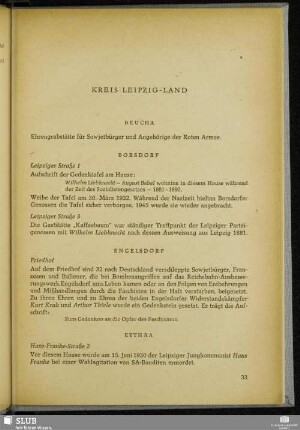 KREIS LEIPZIG-LAND
BEUCHA
Ehrengrabstätte für Sowjetbürger und Angehörige der Roten Armee.
BORSDORF
Leipziger Straße 1
Aufschrift der Gedenktafel am Hause:
Wilhelm Liebknecht – August Bebel wohnten in diesem Hause während
der Zeit des Sozialistengesetzes – 1881–1890.
Weihe der Tafel am 20. März 1922. Während der Nazizeit hielten Borsdorfer
Genossen die Tafel sicher verborgen, 1945 wurde sie wieder angebracht.
Leipziger Straße 5
Die Gaststätte „Kaffeebaum" war ständiger Treffpunkt der Leipziger Partei-
genossen mit Wilhelm Liebknecht nach dessen Ausweisung aus Leipzig 1881.
ENGELSDORF
Friedhof
Auf dem Friedhof sind 22 nach Deutschland verschleppte Sowjetbürger, Fran-
zosen und Italiener, die bei Bombenangriffen auf das Reichsbahn-Ausbesse-
rungswerk Engelsdorf ums Leben kamen oder an den Folgen von Entbehrungen
und Mißhandlungen durch die Faschisten in der Haft verstarben, beigesetzt.
Zu ihren Ehren und zu Ehren der beiden Engelsdorfer Widerstandskämpfer
Kurt Krah und Arthur Thiele wurde ein Gedenkstein gesetzt. Er trägt die Auf-
schrift:
Zum Gedenken an die Opfer des Faschismus.
EYTHRA
Hans-Franke-Straße 2
Vor diesem Hause wurde am 15. Juni 1930 der Leipziger Jungkommunist Hans
Franke bei einer Wahlagitation von SA-Banditen ermordet.
33
SLUB